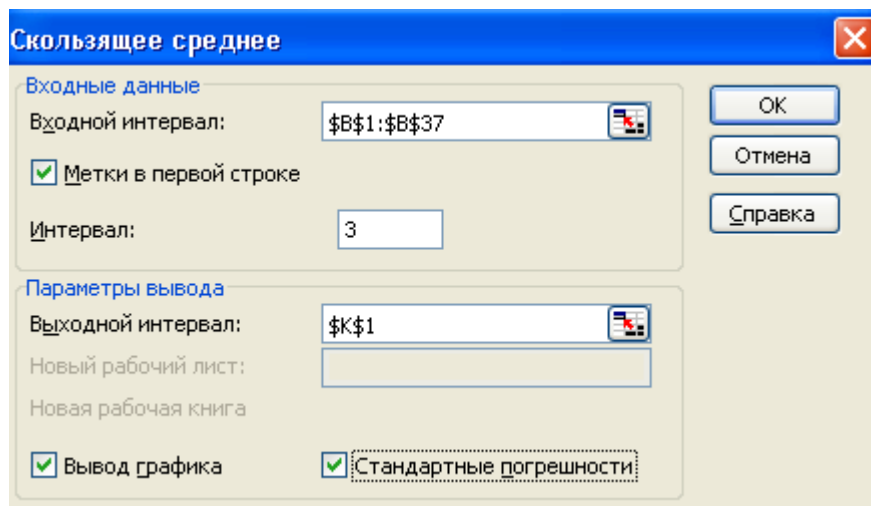 Скользящее среднее
Входные данные
Входной интервал: $B$1:$B$37
Метки в первой строке
Интервал: 3
Параметры вывода
Выходной интервал: $K$1
Новый рабочий лист:
Новая рабочая книга
Вывод графика Стандартные погрешности
OK
Отмена
Справка